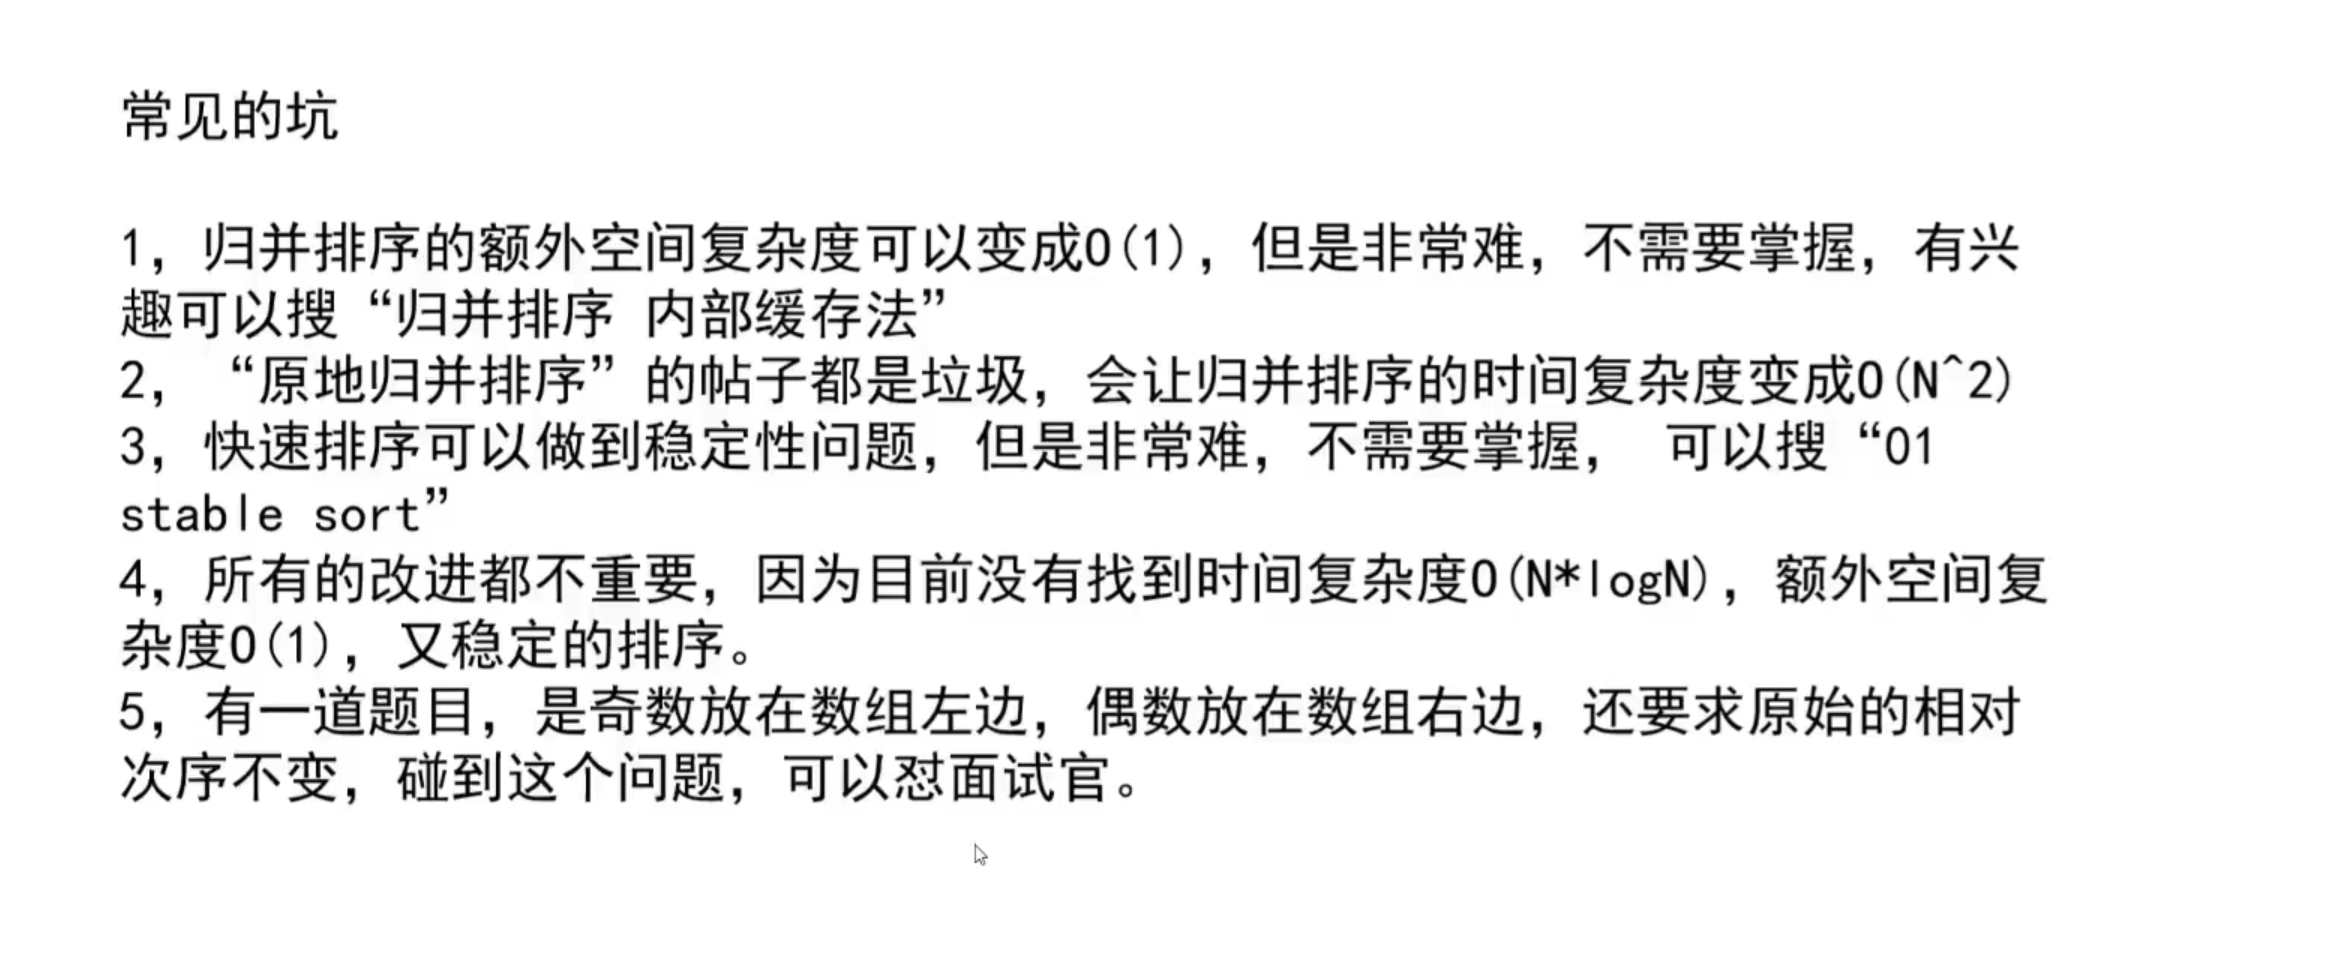 常见的坑
1，归并排序的额外空间复杂度可以变成O(1)，但是非常难，不需要掌握，有兴
趣可以搜“归并排序 内部缓存法”
2，“原地归并排序”的帖子都是垃圾，会让归并排序的时间复杂度变成O(N^2)
3，快速排序可以做到稳定性问题，但是非常难，不需要掌握， 可以搜“01
stable sort”
4，所有的改进都不重要，因为目前没有找到时间复杂度O(N*logN)，额外空间复
杂度O(1)，又稳定的排序。
5，有一道题目，是奇数放在数组左边，偶数放在数组右边，还要求原始的相对
次序不变，碰到这个问题，可以怼面试官。